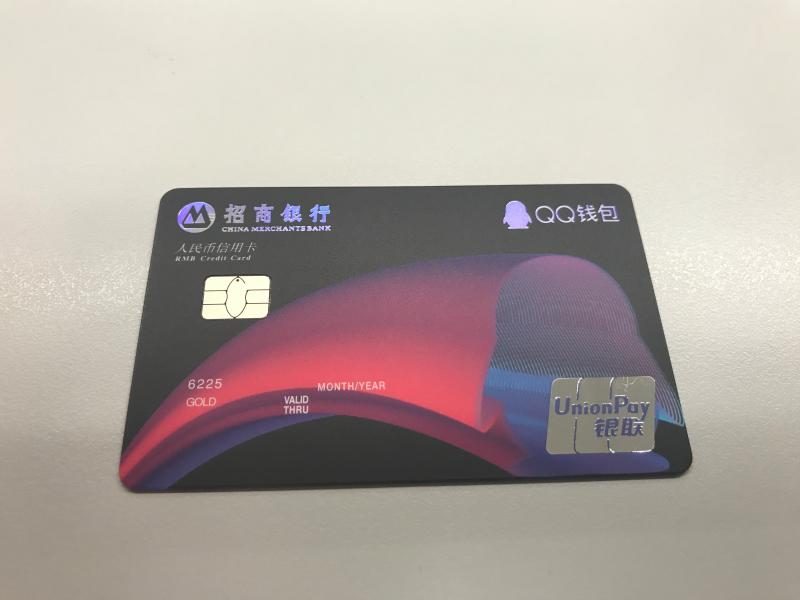 招商银行
CHINA MERCHANTS BANK
QQ钱包
人民币信用卡
RMB Credit Card
6225
MONTH/YEAR
GOLD
VALID
THRU
UnionPay
银联